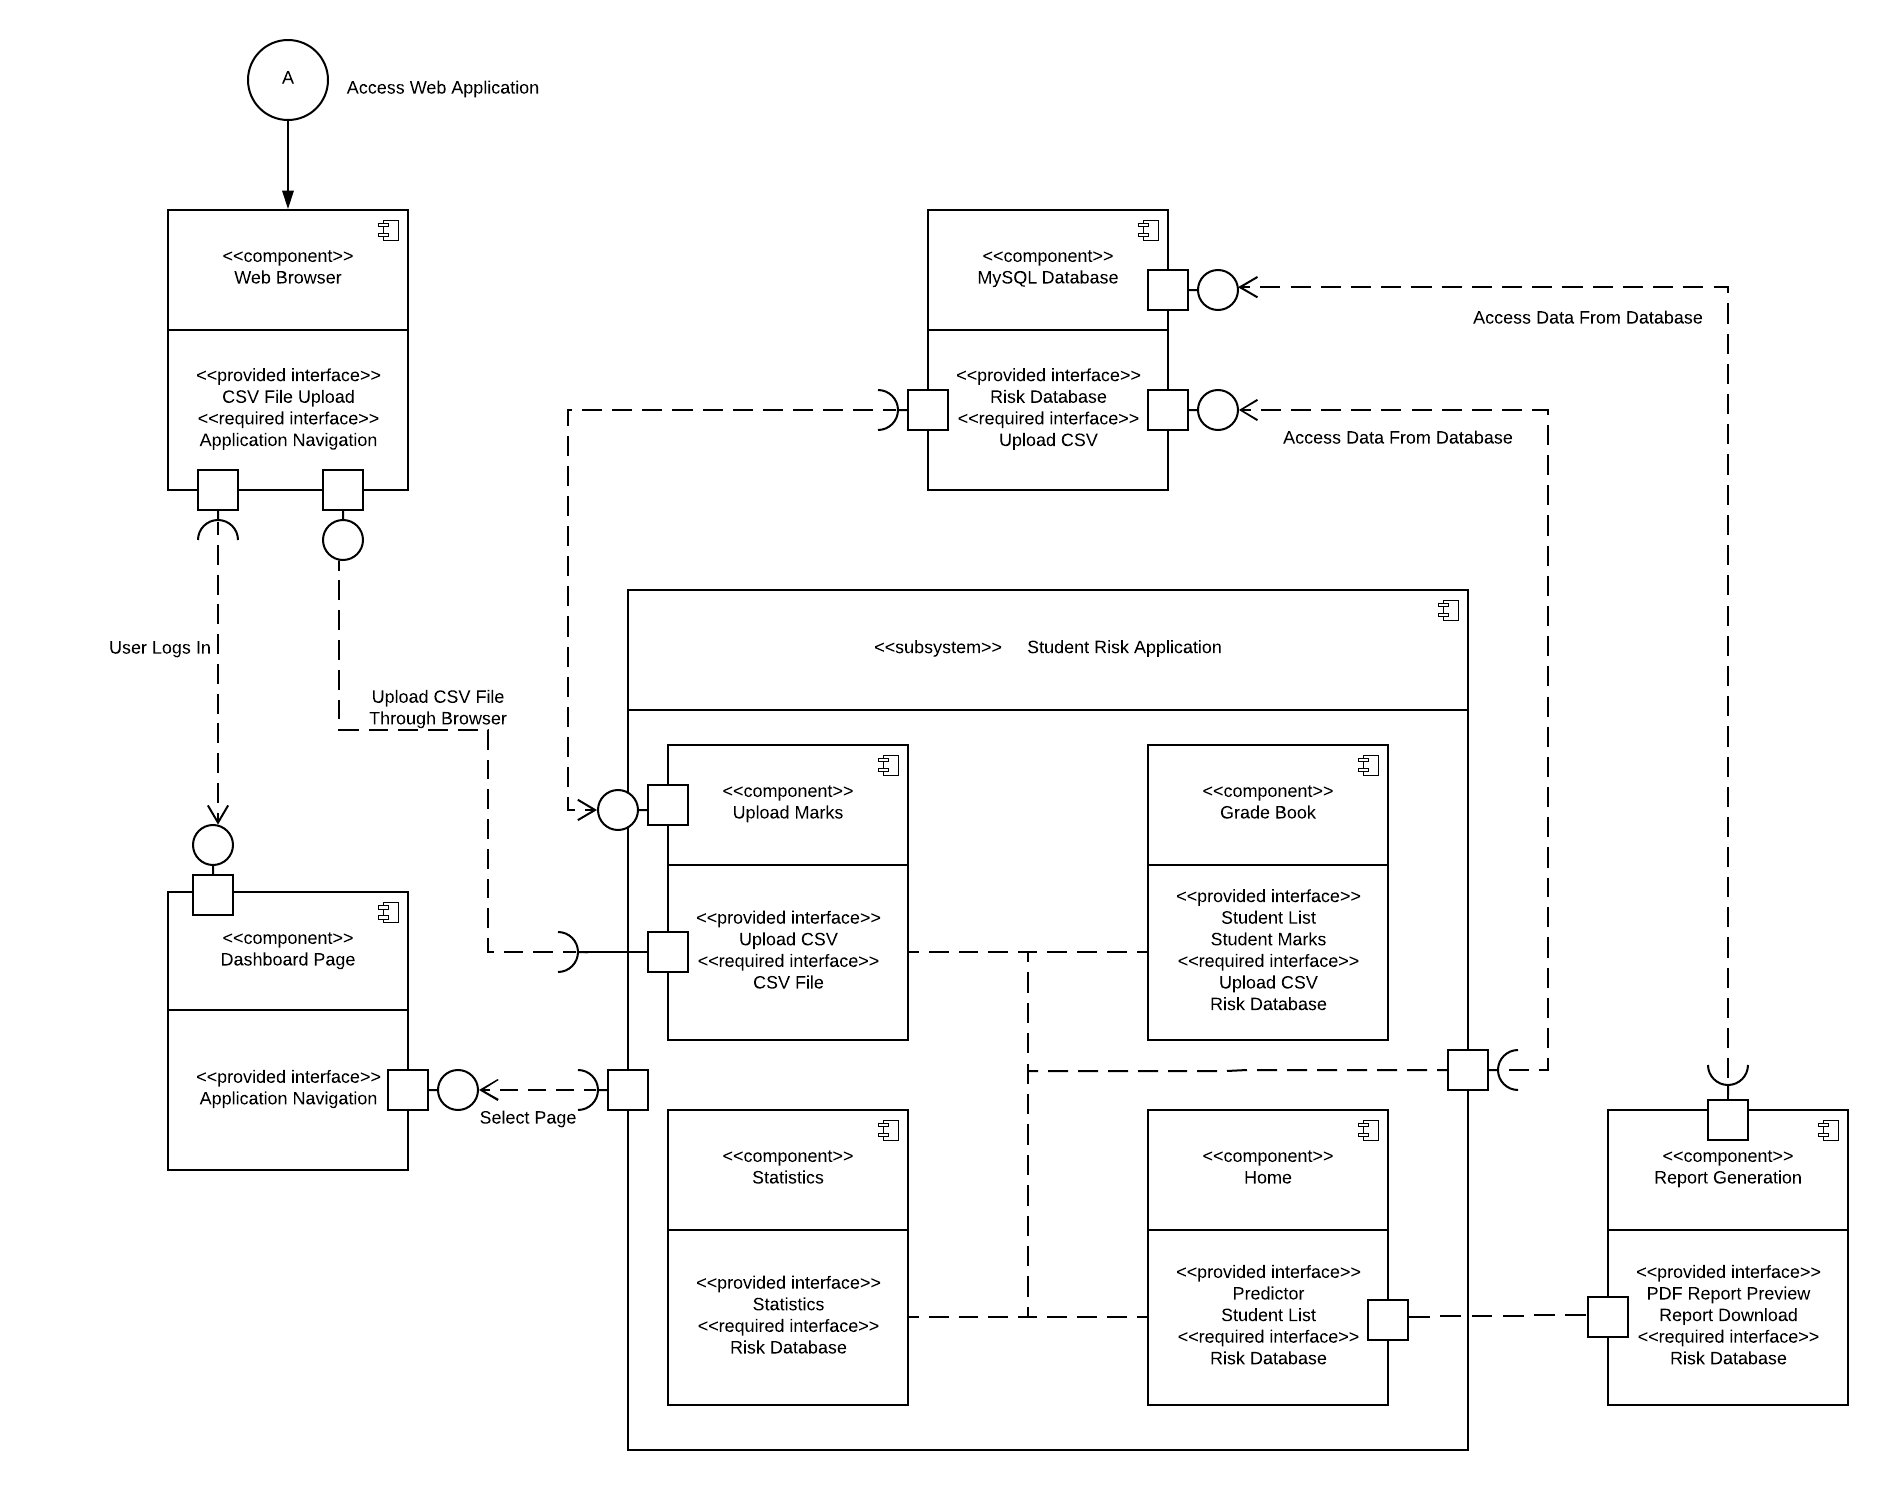 A
Access Web Application
<<component>>
Web Browser
<<provided interface>>
CSV File Upload
<<required interface>>
Application Navigation
<<component>>
MySQL Database
<<provided interface>>
Risk Database
<<required interface>>
Upload CSV
Access Data From Database
Access Data From Database
User Logs In
Upload CSV File
Through Browser
<<subsystem>> Student Risk Application
<<component>>
Upload Marks
<<provided interface>>
Upload CSV
<<required interface>>
CSV File
<<component>>
Grade Book
<<provided interface>>
Student List
Student Marks
<<required interface>>
Upload CSV
Risk Database
<<component>>
Dashboard Page
<<provided interface>>
Application Navigation
Select Page
<<component>>
Statistics
<<provided interface>>
Statistics
<<required interface>>
Risk Database
<<component>>
Home
<<provided interface>>
Predictor
Student List
<<required interface>>
Risk Database
<<component>>
Report Generation
<<provided interface>>
PDF Report Preview
Report Download
<<required interface>>
Risk Database